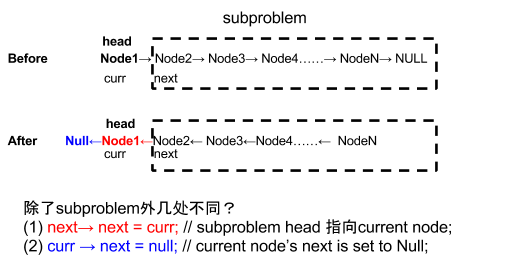 subproblem
head
Before Node1→ Node2→ Node3→ Node4……→ NodeN→ NULL
curr next
head
After Null←Node1←Node2← Node3←Node4……← NodeN
curr next
除了subproblem外几处不同？
(1) next→ next = curr; // subproblem head 指向current node;
(2) curr → next = null; // current node's next is set to Null;